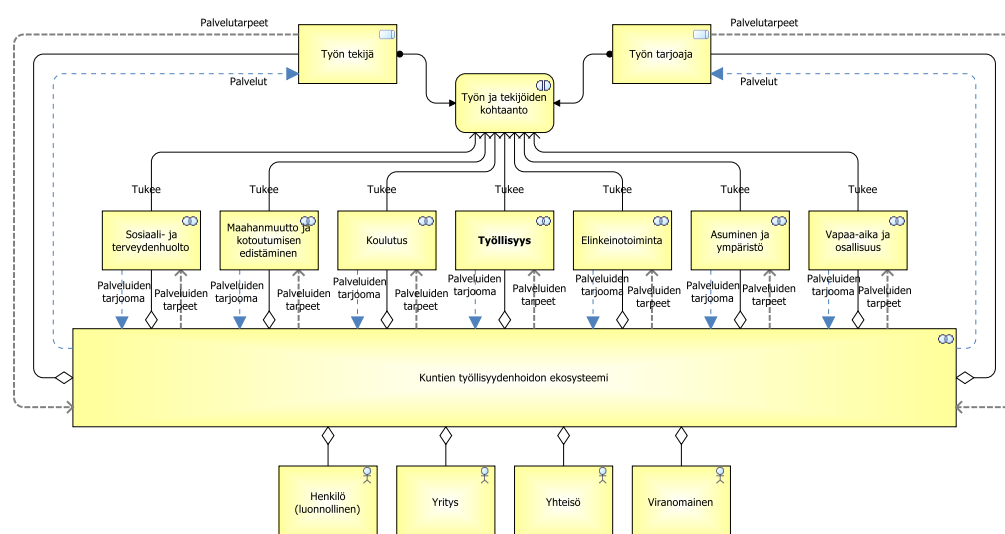 Palvelutarpeet
Palvelutarpeet
Työn tekijä
Työn tarjoaja
Palvelut
Palvelut
Työn ja tekijöiden
kohtaanto
Tukee
Tukee
Tukee
Tukee
Tukee
Tukee
Tukee
Sosiaali- ja
terveydenhuolto
Maahanmuutto ja
kotoutumisen
edistäminen
Koulutus
Työllisyys
Elinkeinotoiminta
Asuminen ja
ympäristö
Vapaa-aika ja
osallisuus
Palveluiden
tarjooma
Palveluiden
tarpeet
Palveluiden
tarjooma
Palveluiden
tarpeet
Palveluiden
tarjooma
Palveluiden
tarpeet
Palveluiden
tarjooma
Palveluiden
tarpeet
Palveluiden
tarjooma
Palveluiden
tarpeet
Palveluiden
tarjooma
Palveluiden
tarpeet
Palveluiden
tarjooma
Palveluiden
tarpeet
Kuntien työllisyydenhoidon ekosysteemi
Henkilö
(luonnollinen)
Yritys
Yhteisö
Viranomainen